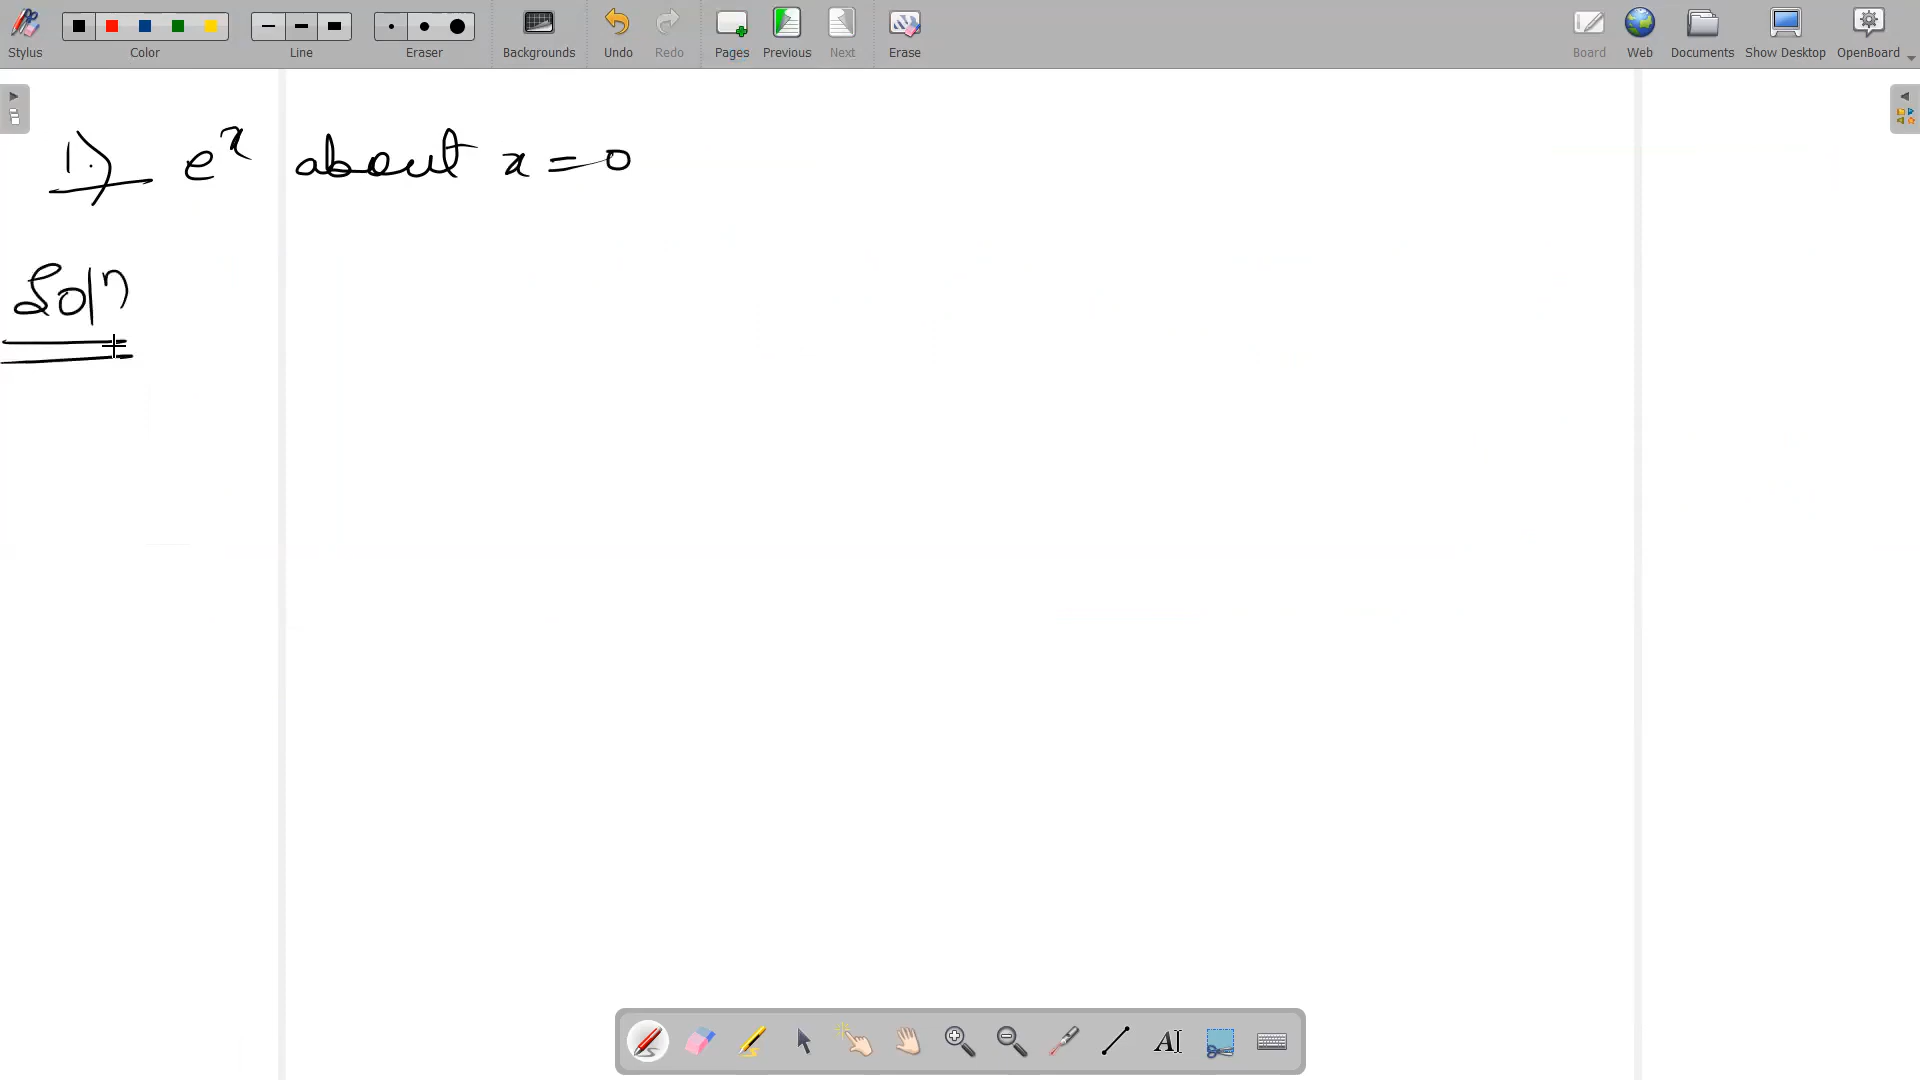 Stylus Color Line Eraser Backgrounds Undo Redo Pages Previous Next Erase Board Web Documents Show Desktop OpenBoard
1.) e^x about x = 0
Soln